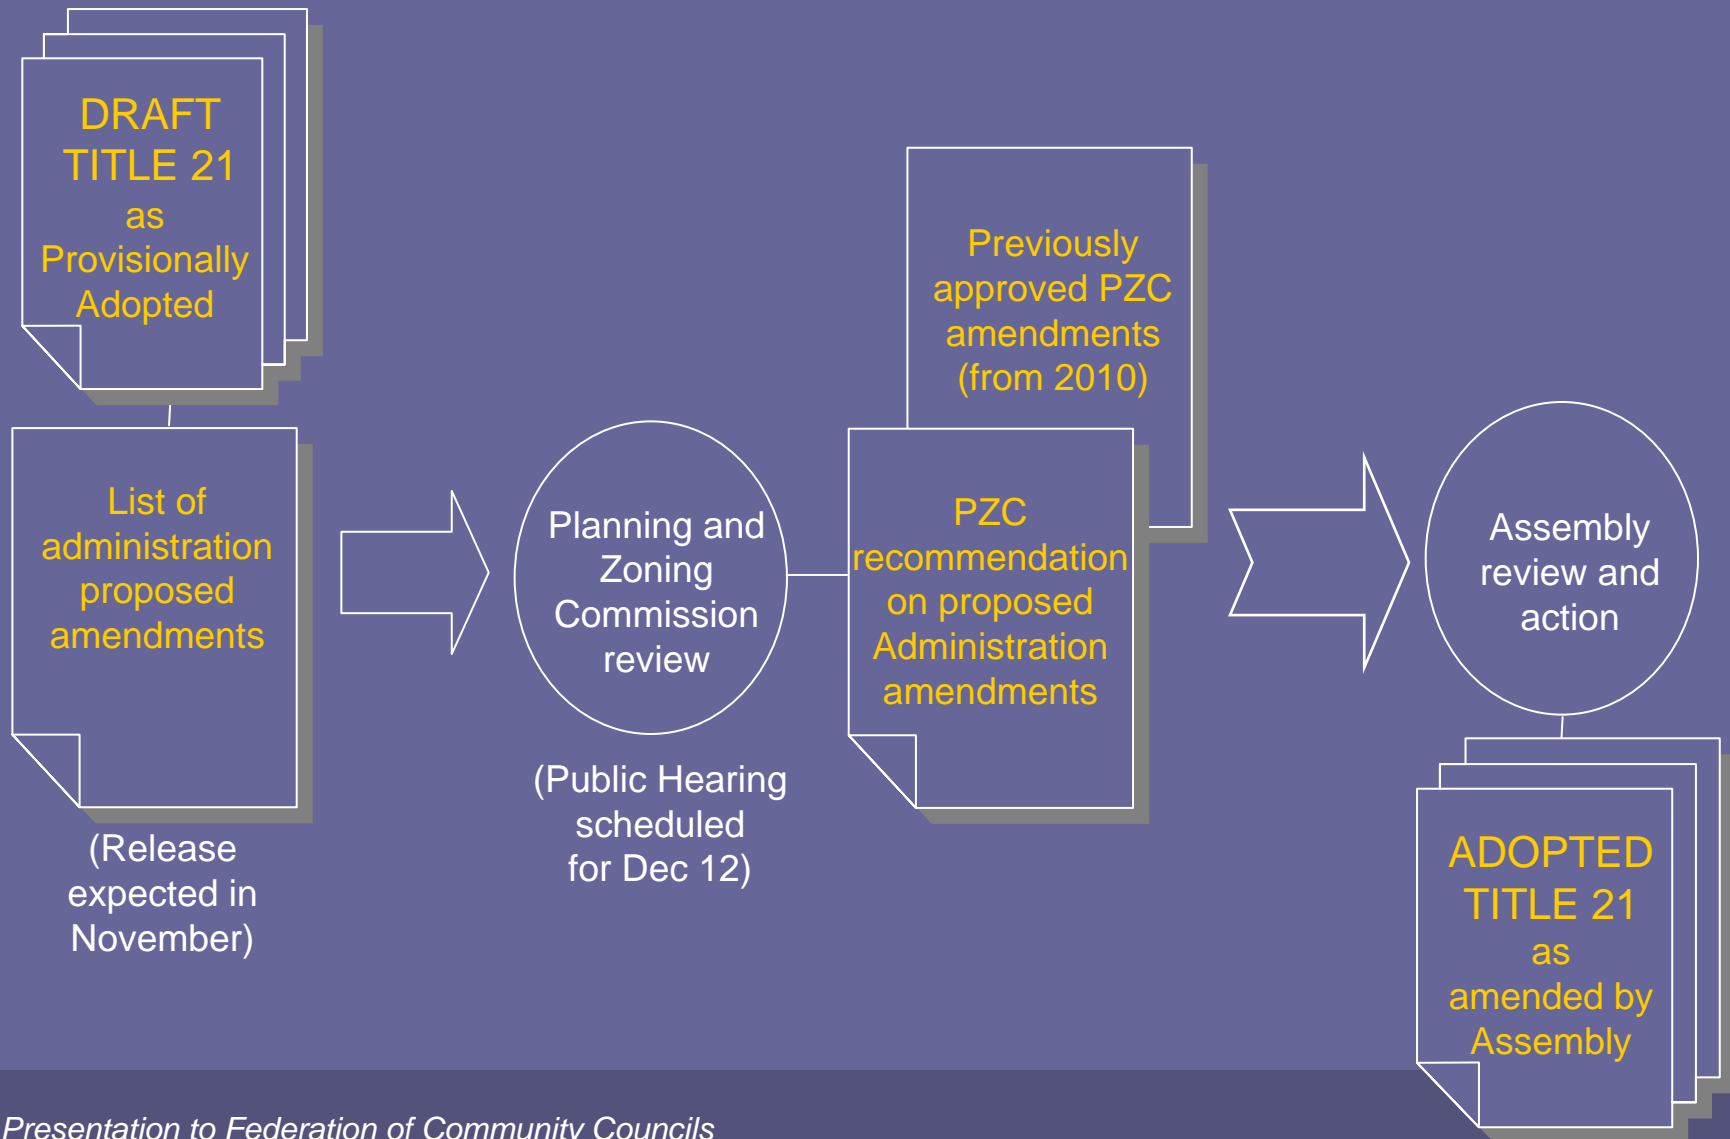 DRAFT
TITLE 21
as
Provisionally
Adopted
List of
administration
proposed
amendments
(Release
expected in
November)
Planning and
Zoning
Commission
review
(Public Hearing
scheduled
for Dec 12)
Previously
approved PZC
amendments
(from 2010)
PZC
recommendation
on proposed
Administration
amendments
Assembly
review and
action
ADOPTED
TITLE 21
as
amended by
Assembly
Presentation to Federation of Community Councils